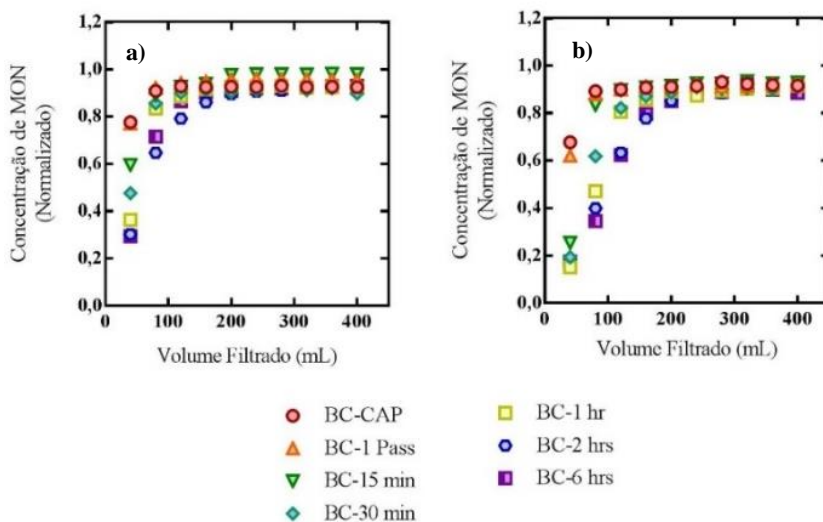 a)
Concentração de MON
(Normalizado)
1,2
1,0
0,8
0,6
0,4
0,2
0,0
0 100 200 300 400
Volume Filtrado (mL)
b)
Concentração de MON
(Normalizado)
1,2
1,0
0,8
0,6
0,4
0,2
0,0
0 100 200 300 400
Volume Filtrado (mL)
BC-CAP
BC-1 Pass
BC-15 min
BC-30 min
BC-1 hr
BC-2 hrs
BC-6 hrs